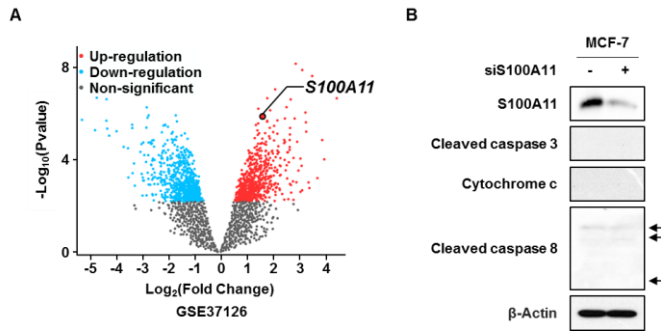 A
Up-regulation
Down-regulation
Non-significant
S100A11
-Log10(Pvalue)
8
4
0
-5 -4 -3 -2 -1 0 1 2 3 4 5
Log2(Fold Change)
GSE37126
B
MCF-7
siS100A11 - +
S100A11
Cleaved caspase 3
Cytochrome c
Cleaved caspase 8
β-Actin